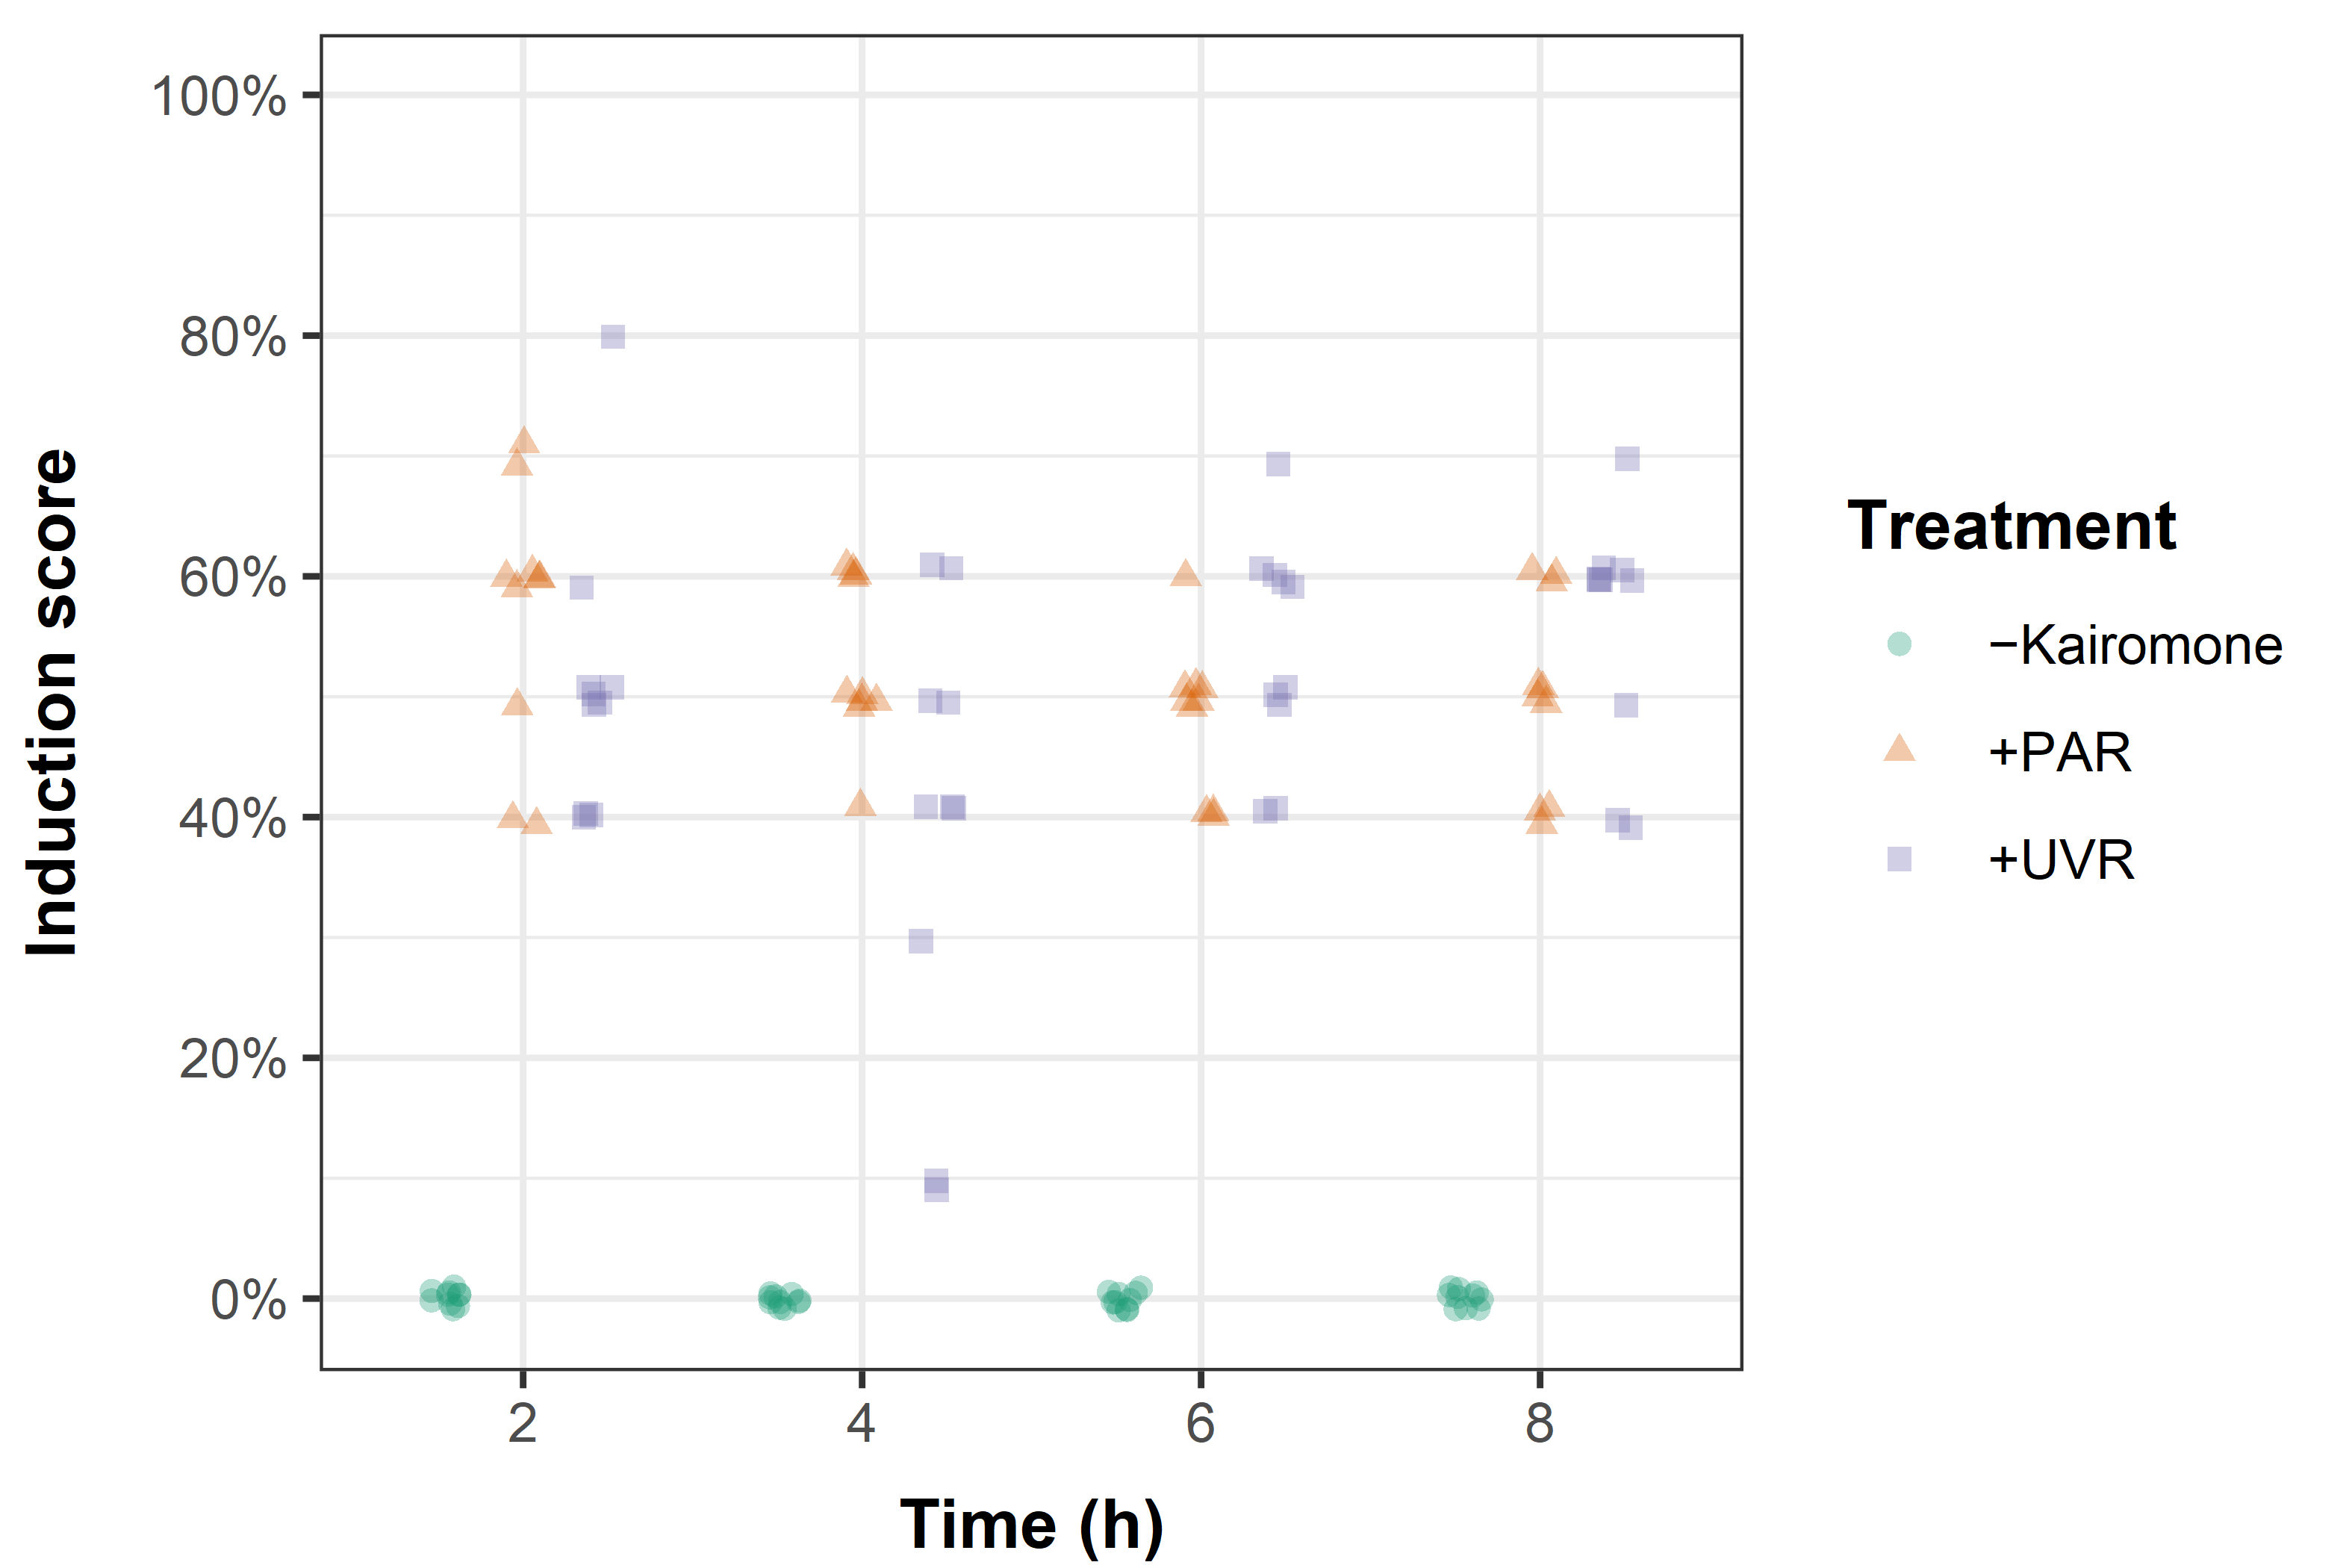 Induction score
100%
80%
60%
40%
20%
0%
2 4 6 8
Time (h)
Treatment
−Kairomone
+PAR
+UVR